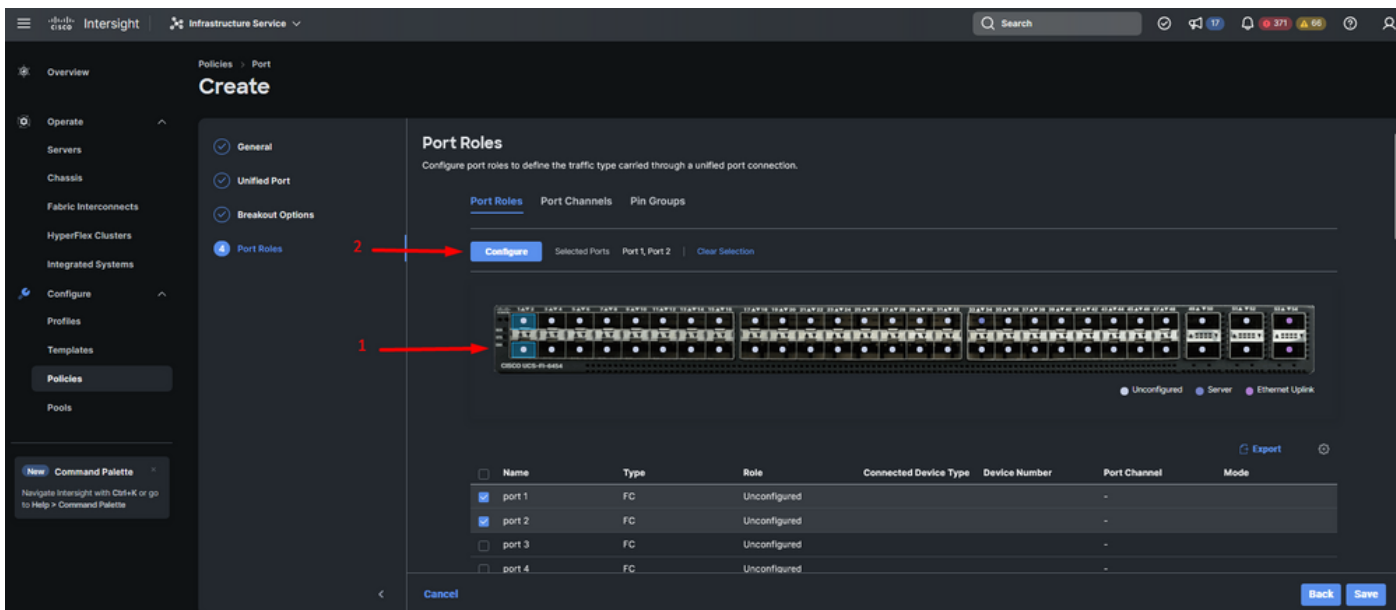 CISCO Intersight Infrastructure Service Search 17 371 66
Overview
Policies > Port
Create
Operate
Servers
Chassis
Fabric Interconnects
HyperFlex Clusters
Integrated Systems
Configure
Profiles
Templates
Policies
Pools
New Command Palette
Navigate Intersight with Ctrl+K or go
to Help > Command Palette
General
Unified Port
Breakout Options
4 Port Roles
Port Roles
Configure port roles to define the traffic type carried through a unified port connection.
Port Roles Port Channels Pin Groups
2
Configure Selected Ports Port 1, Port 2 | Clear Selection
1
CISCO UCS-FI-6454
Unconfigured Server Ethernet Uplink
Export
Name Type Role Connected Device Type Device Number Port Channel Mode
port 1 FC Unconfigured -
port 2 FC Unconfigured -
port 3 FC Unconfigured -
port 4 FC Unconfigured -
Cancel Back Save